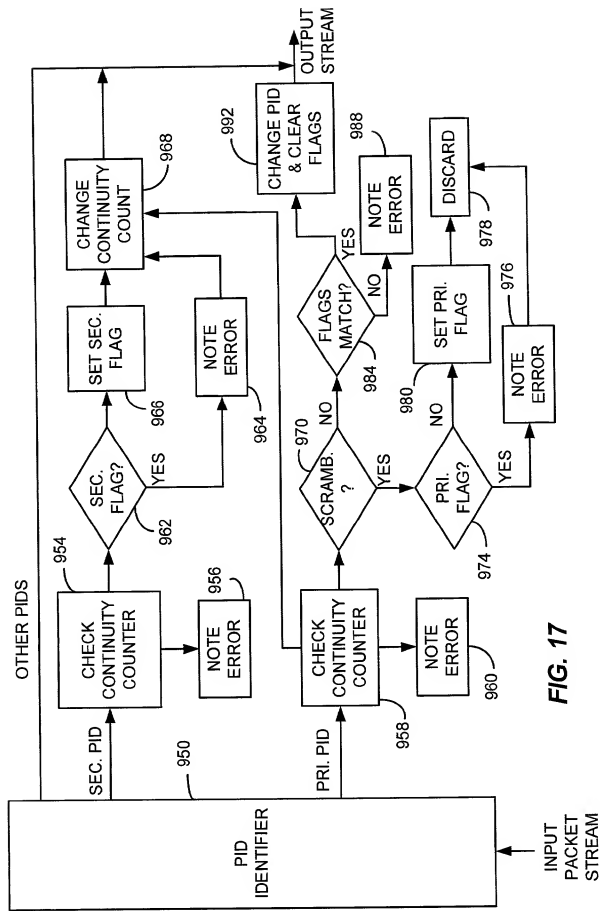 OTHER PIDS
950
PID
IDENTIFIER
INPUT
PACKET
STREAM
SEC. PID
954
CHECK
CONTINUITY
COUNTER
956
NOTE
ERROR
SEC.
FLAG?
962
YES
966
SET SEC.
FLAG
964
NOTE
ERROR
CHANGE
CONTINUITY
COUNT
968
PRI. PID
958
CHECK
CONTINUITY
COUNTER
960
NOTE
ERROR
970
SCRAMB.
?
NO
YES
PRI.
FLAG?
974
NO
YES
984
FLAGS
MATCH?
YES
NO
992
CHANGE PID
& CLEAR
FLAGS
OUTPUT
STREAM
988
NOTE
ERROR
980
SET PRI.
FLAG
976
NOTE
ERROR
DISCARD
978
FIG. 17